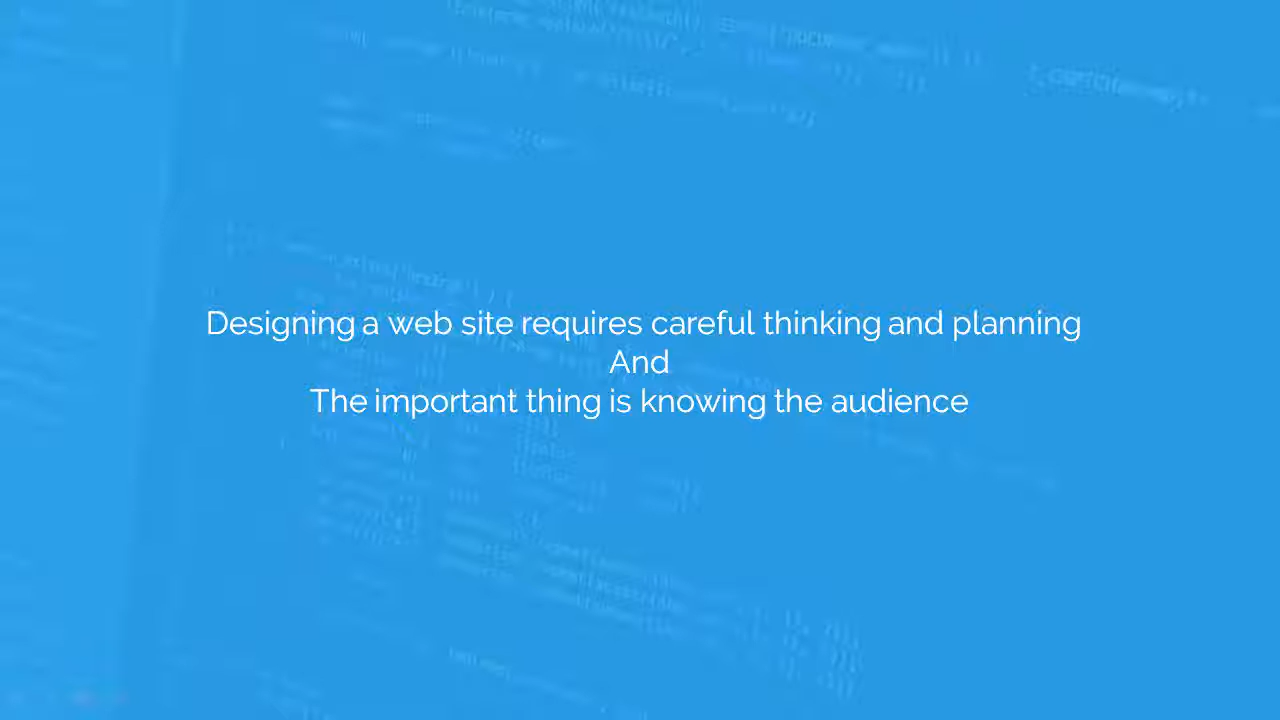 Designing a web site requires careful thinking and planning
And
The important thing is knowing the audience